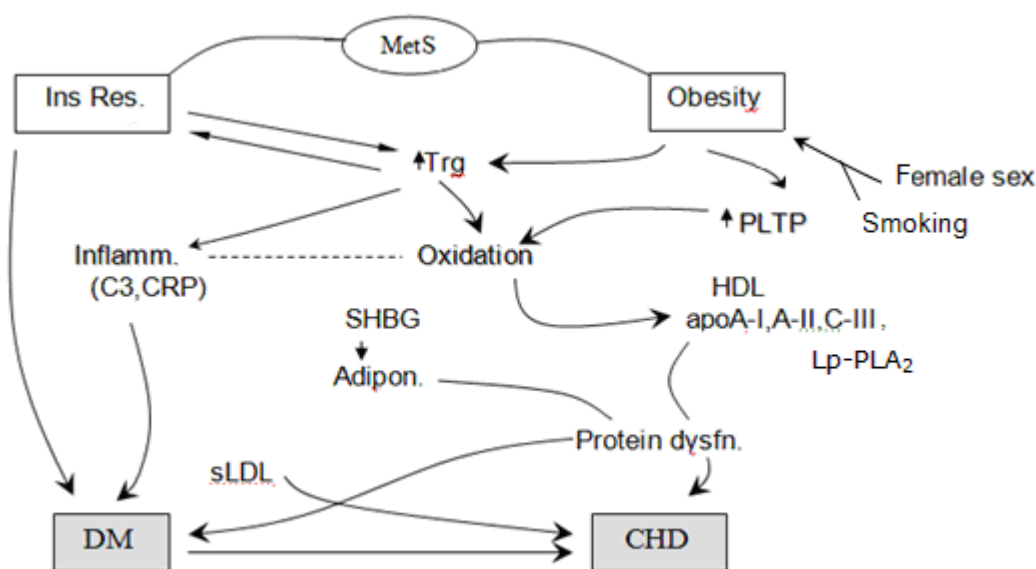 MetS
Ins Res.
Obesity
Trg
Female sex
Smoking
PLTP
Inflamm.
(C3,CRP)
Oxidation
HDL
apoA-I,A-II,C-III,
Lp-PLA₂
SHBG
Adipon.
Protein dysfn.
sLDL
DM
CHD